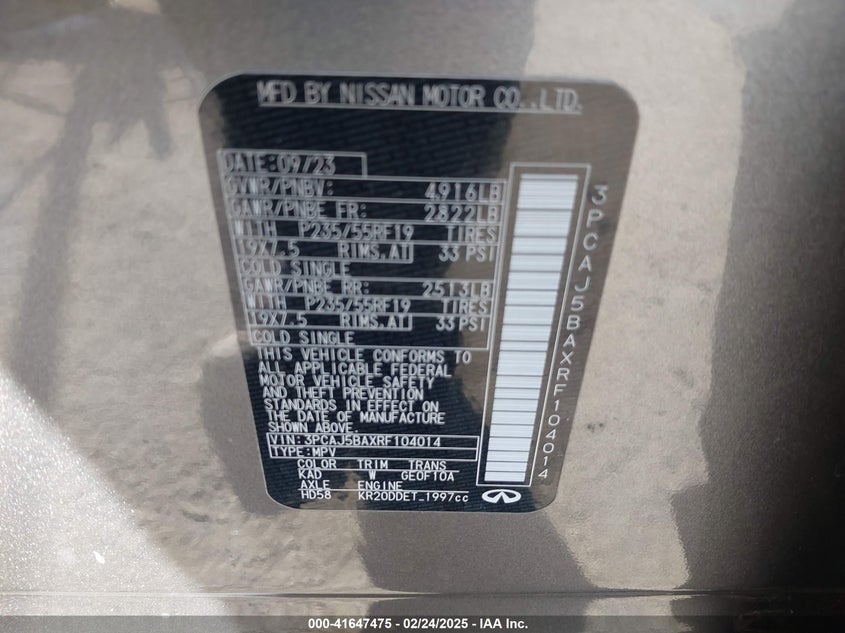 MFD BY NISSAN MOTOR CO.,LTD.
DATE:09/23
GVWR/PNBV: 4916LB
GAWR/PNBE FR: 2822LB
WITH P235/55RF19 TIRES
19X7.5 RIMS,AT 33 PSI
COLD SINGLE
GAWR/PNBE RR: 2513LB
WITH P235/55RF19 TIRES
19X7.5 RIMS,AT 33 PSI
COLD SINGLE
THIS VEHICLE CONFORMS TO
ALL APPLICABLE FEDERAL
MOTOR VEHICLE SAFETY
AND THEFT PREVENTION
STANDARDS IN EFFECT ON
THE DATE OF MANUFACTURE
SHOWN ABOVE.
VIN:3PCAJ5BAXRF104014
TYPE:MPV
COLOR TRIM TRANS
KAD W GEOF10A
AXLE ENGINE
HD58 KR20DDET_1997cc
3PCAJ5BAXRF104014
000-41647475 - 02/24/2025 - IAA Inc.